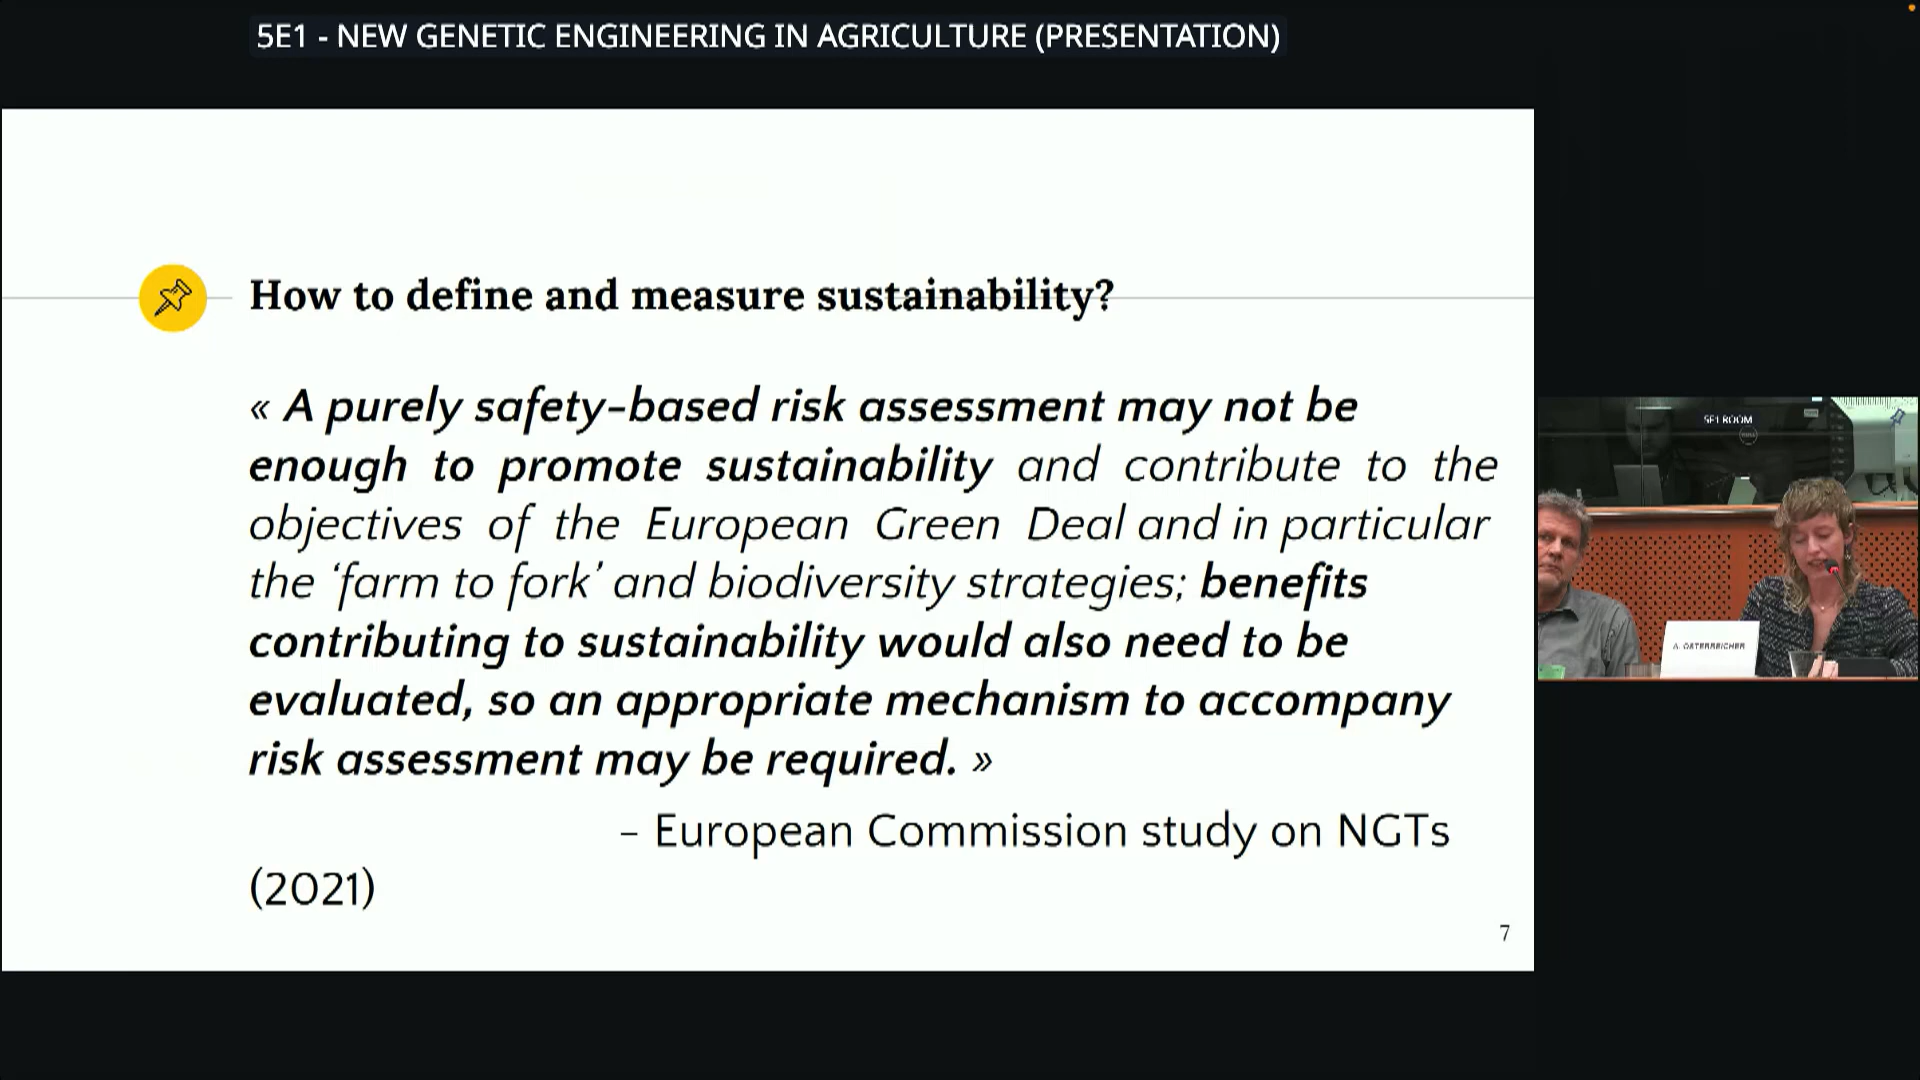 5E1 - NEW GENETIC ENGINEERING IN AGRICULTURE (PRESENTATION)
How to define and measure sustainability?
« A purely safety-based risk assessment may not be
enough to promote sustainability and contribute to the
objectives of the European Green Deal and in particular
the ‘farm to fork’ and biodiversity strategies; benefits
contributing to sustainability would also need to be
evaluated, so an appropriate mechanism to accompany
risk assessment may be required. »
– European Commission study on NGTs
(2021)
7
5E1 ROOM
A. OSTERREICHER